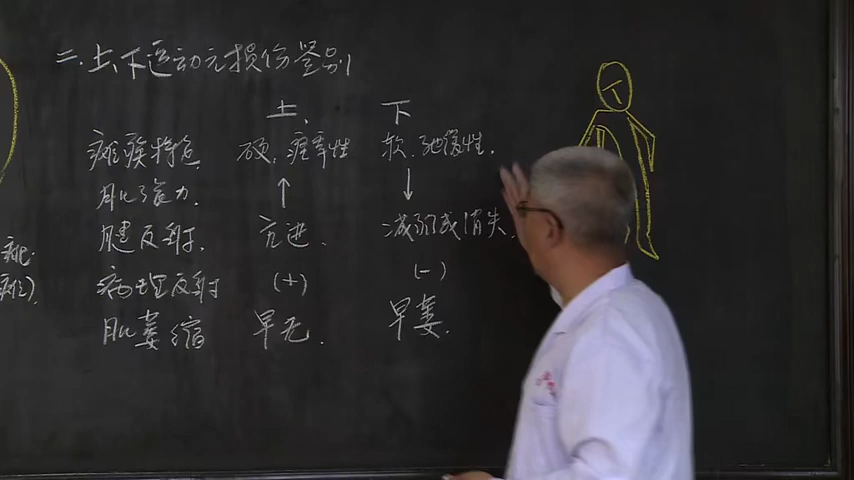 二.上下运动元损伤鉴别
上. 下
瘫痪特点 硬.痉挛性 软.弛缓性.
肌张力. ↑ ↓
腱反射. 亢进. 减弱或消失.
病理反射 (+) (-)
肌萎缩 早无. 早萎.